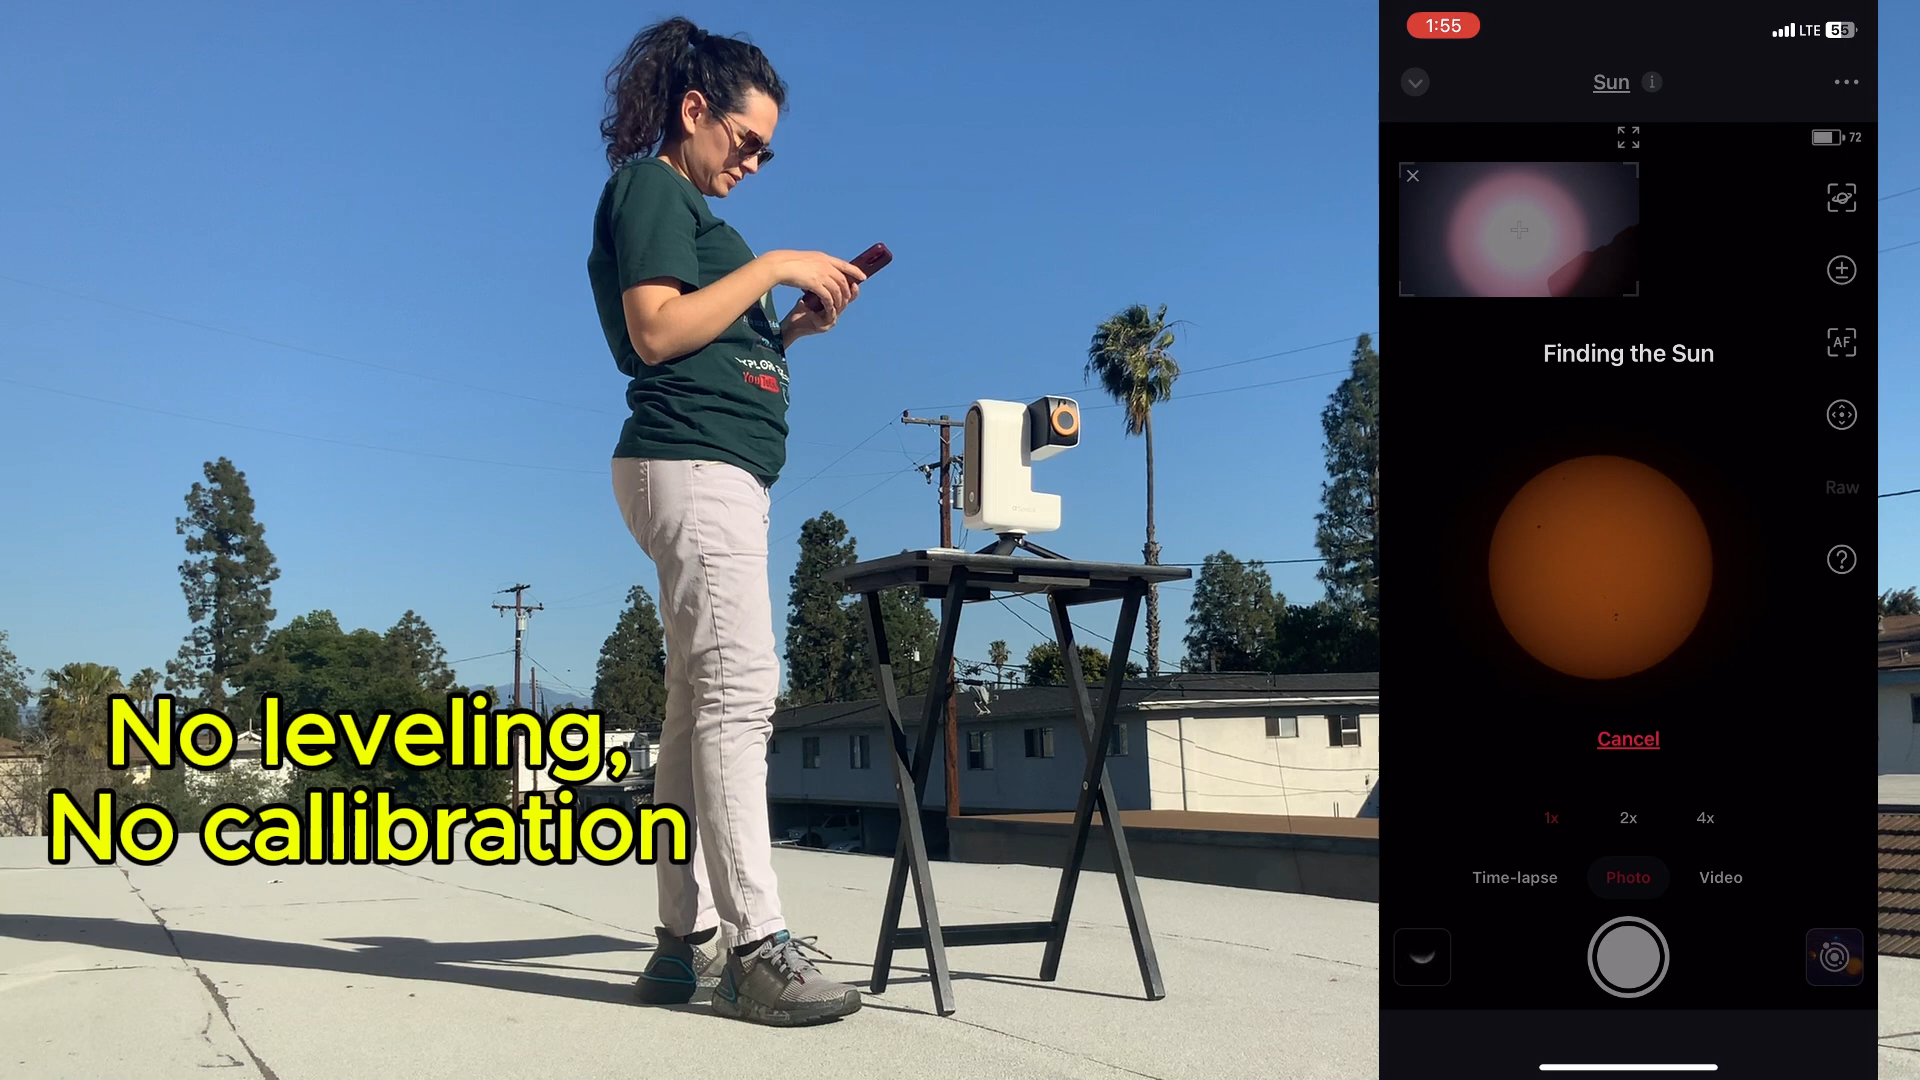 No leveling,
No callibration
YouTube
1:55
LTE 55
Sun
72
Finding the Sun
AF
Raw
Cancel
1x 2x 4x
Time-lapse Photo Video